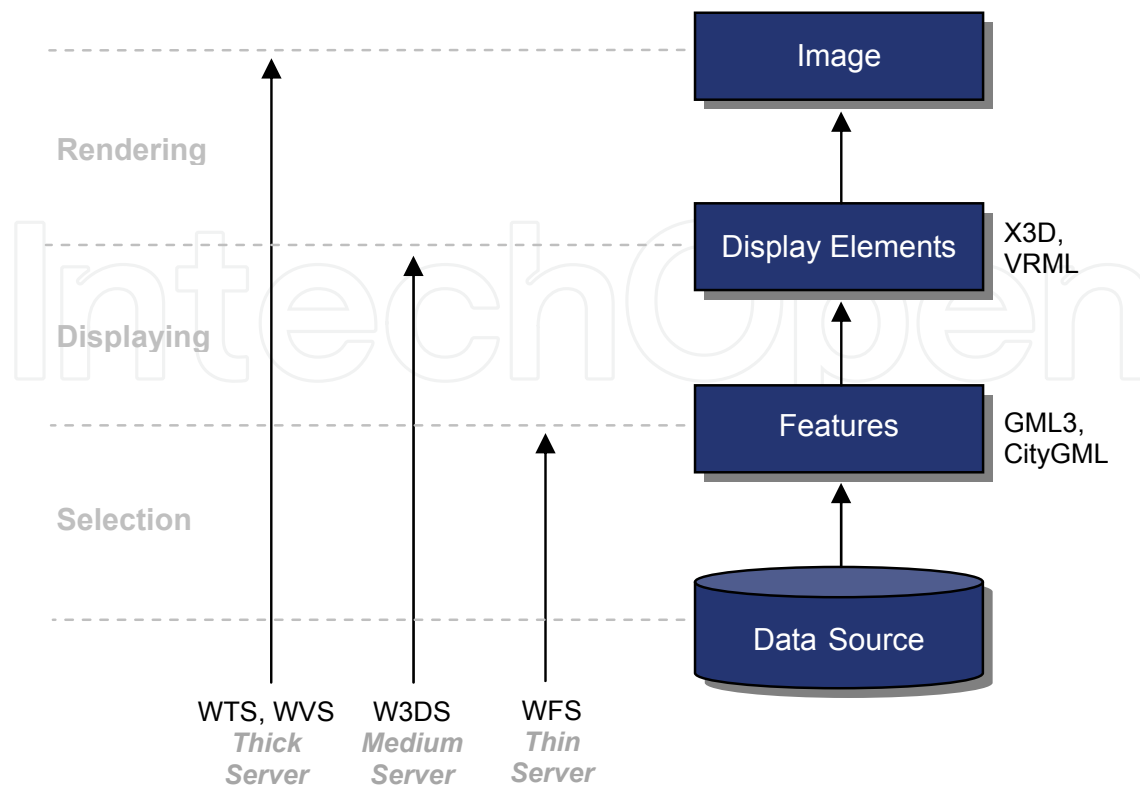 Image
Rendering
Display Elements
X3D,
VRML
IntechOpen
Displaying
Features
GML3,
CityGML
Selection
Data Source
WTS, WVS
Thick
Server
W3DS
Medium
Server
WFS
Thin
Server